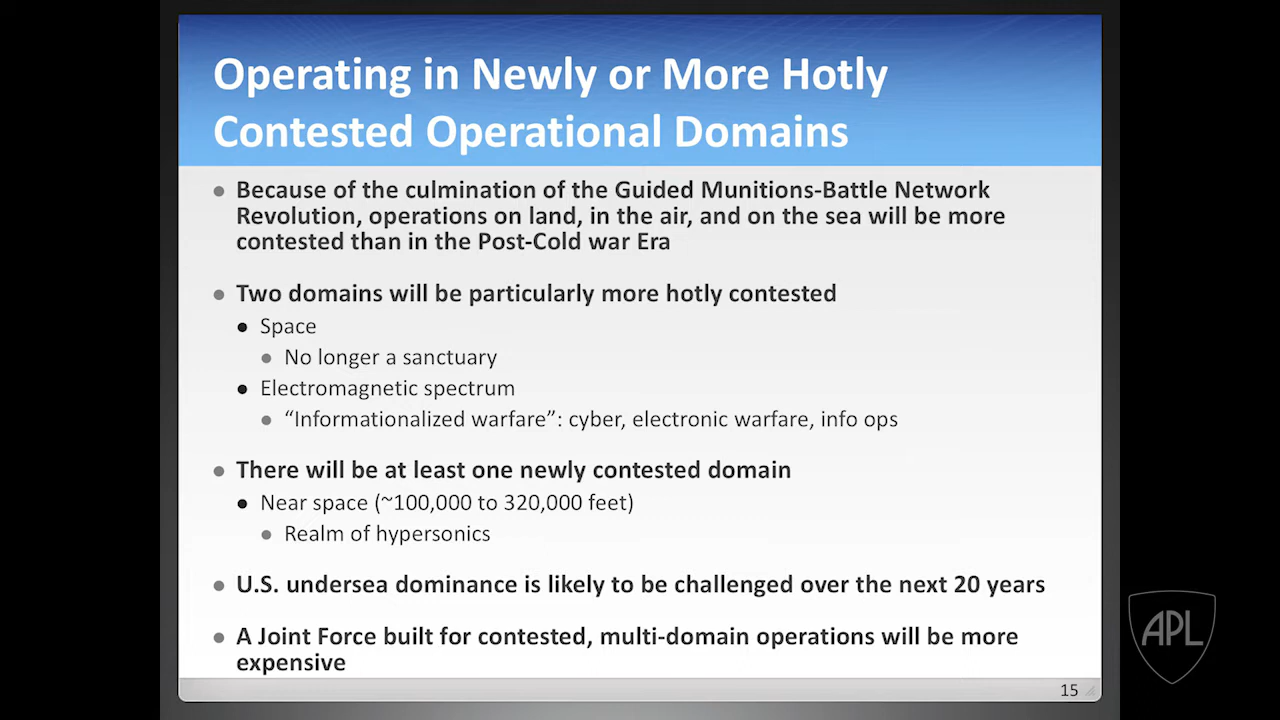 Operating in Newly or More Hotly
Contested Operational Domains
● Because of the culmination of the Guided Munitions-Battle Network
Revolution, operations on land, in the air, and on the sea will be more
contested than in the Post-Cold war Era
● Two domains will be particularly more hotly contested
● Space
● No longer a sanctuary
● Electromagnetic spectrum
● “Informationalized warfare”: cyber, electronic warfare, info ops
● There will be at least one newly contested domain
● Near space (~100,000 to 320,000 feet)
● Realm of hypersonics
● U.S. undersea dominance is likely to be challenged over the next 20 years
● A Joint Force built for contested, multi-domain operations will be more
expensive
15
APL